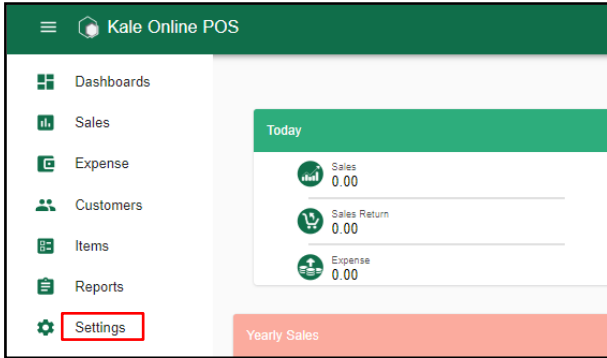 Kale Online POS
Dashboards
Sales
Expense
Customers
Items
Reports
Settings
Today
Sales
0.00
Sales Return
0.00
Expense
0.00
Yearly Sales